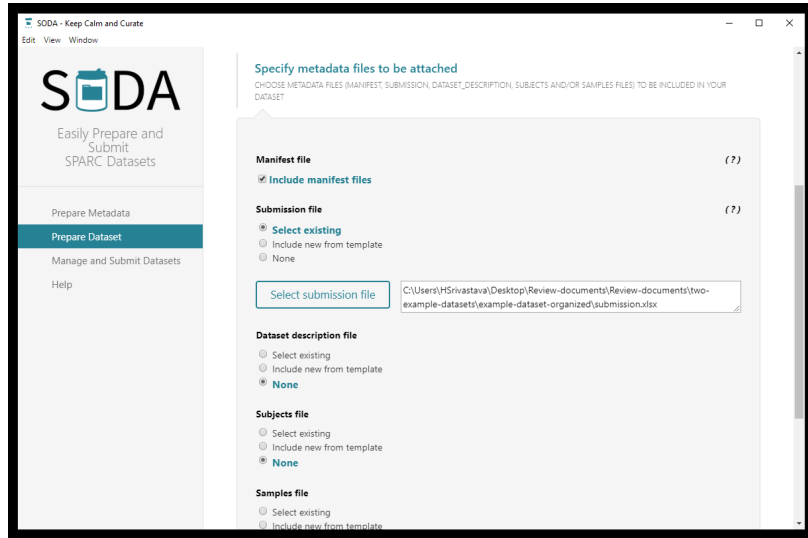 SODA - Keep Calm and Curate
Edit View Window
SODA
Easily Prepare and
Submit
SPARC Datasets
Prepare Metadata
Prepare Dataset
Manage and Submit Datasets
Help
Specify metadata files to be attached
CHOOSE METADATA FILES (MANIFEST, SUBMISSION, DATASET_DESCRIPTION, SUBJECTS AND/OR SAMPLES FILES) TO BE INCLUDED IN YOUR
DATASET
Manifest file (?)
Include manifest files
Submission file (?)
Select existing
Include new from template
None
Select submission file
C:\Users\HSrivastava\Desktop\Review-documents\Review-documents\two-
example-datasets\example-dataset-organized\submission.xlsx
Dataset description file
Select existing
Include new from template
None
Subjects file
Select existing
Include new from template
None
Samples file
Select existing
Include new from template